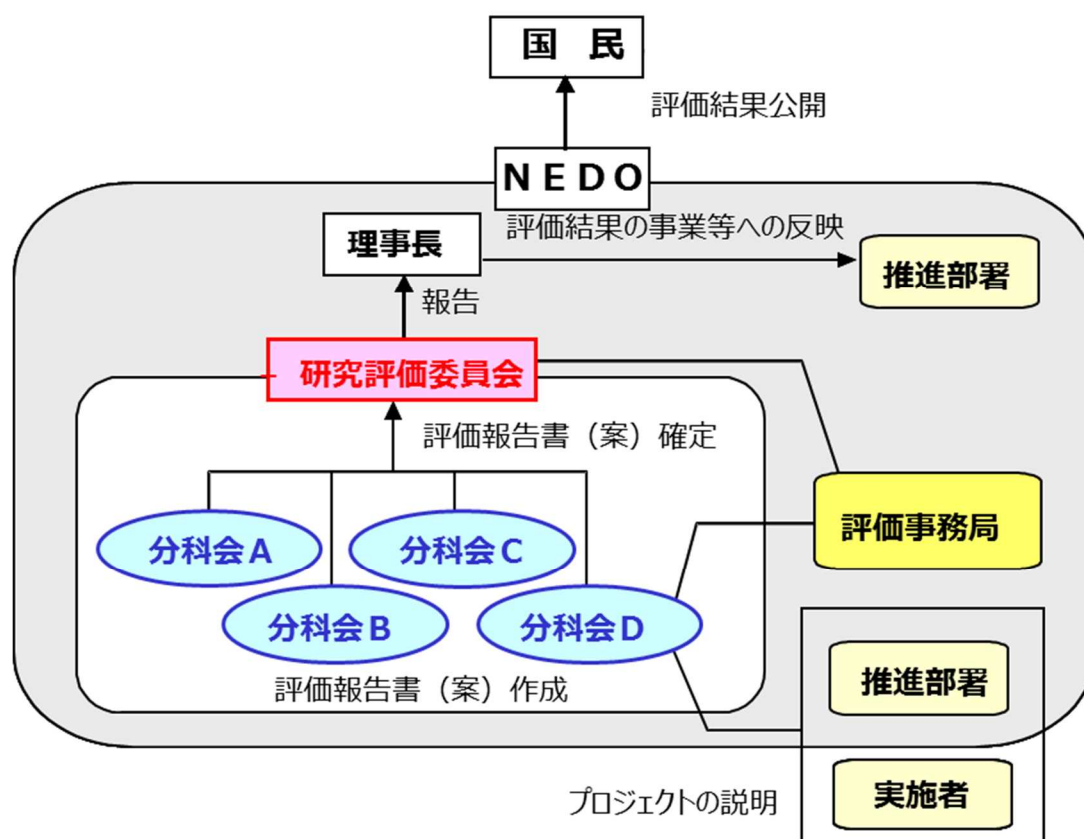 国 民
評価結果公開
NEDO
評価結果の事業等への反映
理事長
推進部署
報告
研究評価委員会
評価報告書（案）確定
分科会A
分科会C
評価事務局
分科会B
分科会D
推進部署
評価報告書（案）作成
実施者
プロジェクトの説明